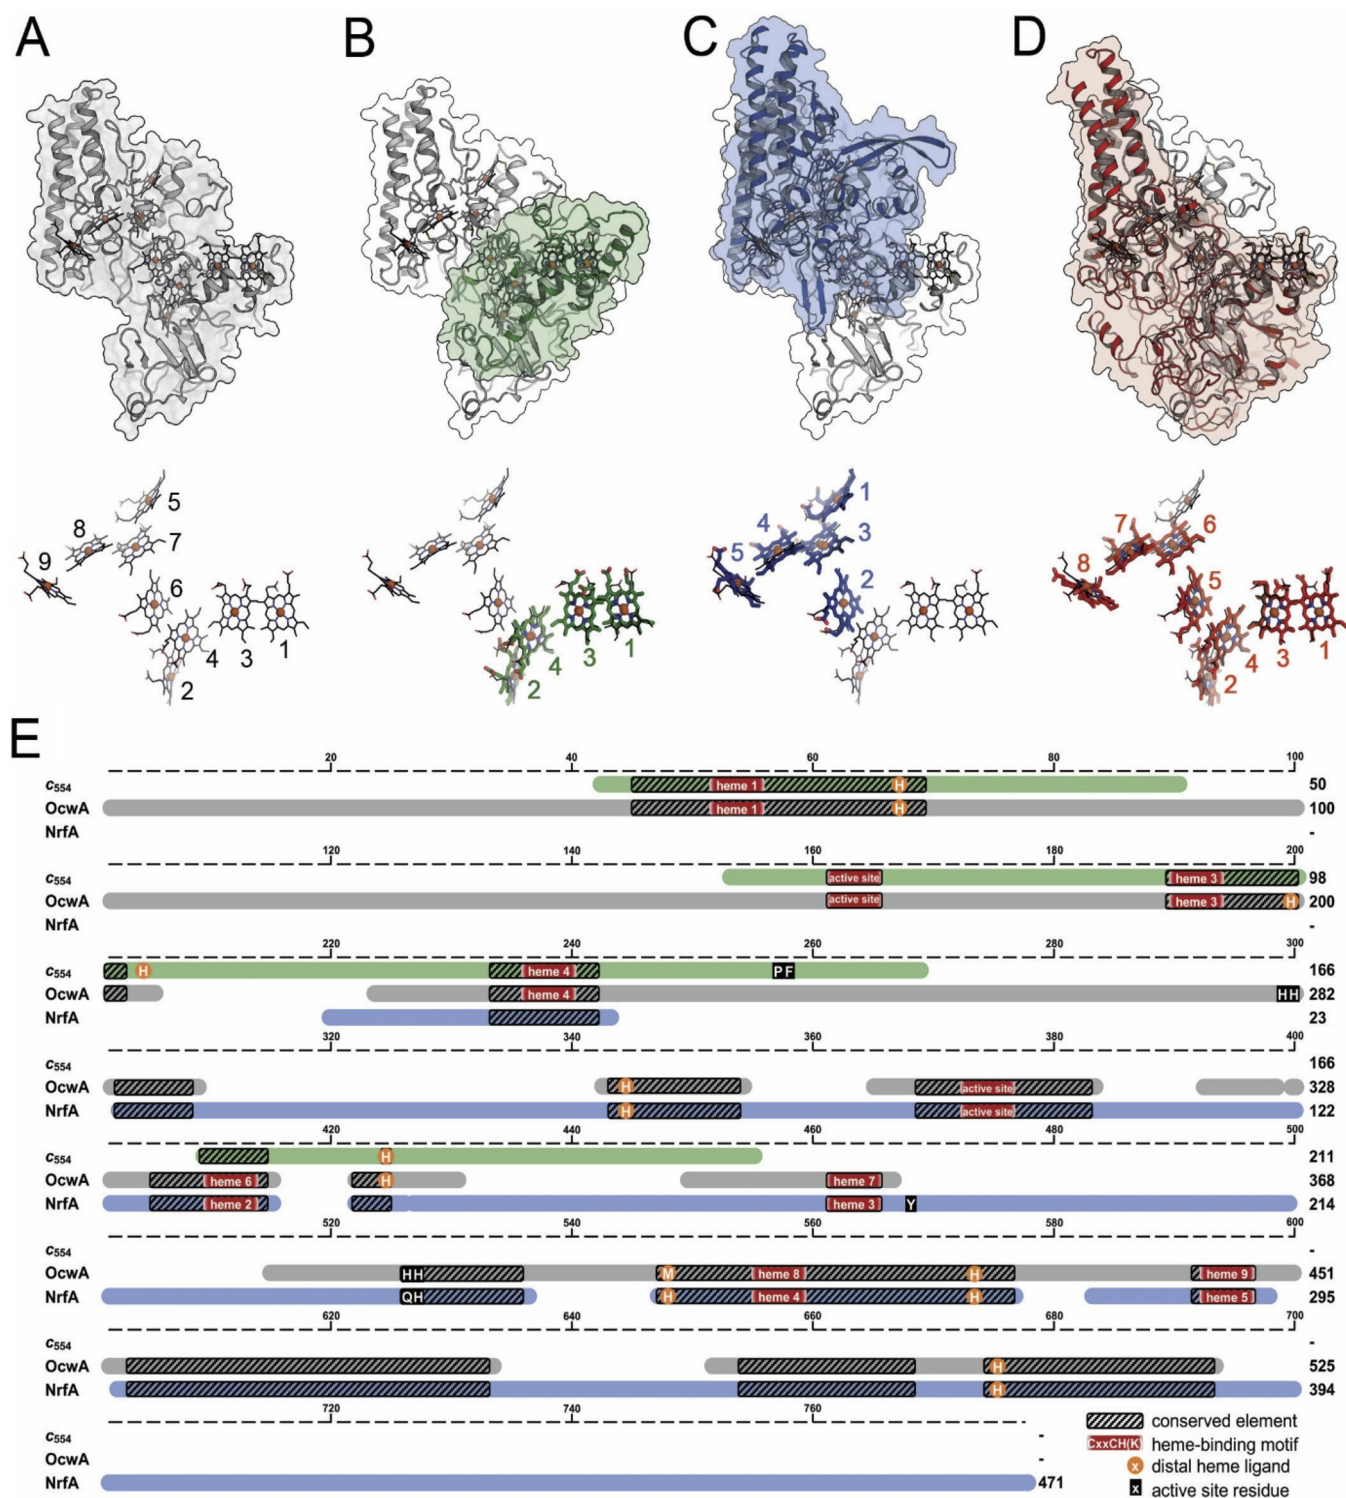 A
B
C
D
5
8
7
9
6
4
3
1
2
4
3
1
2
1
4
3
5
2
7
6
8
5
4
3
1
2
E
20 40 60 80 100
c554 heme 1 H 50
OcwA heme 1 H 100
NrfA -
120 140 160 180 200
c554 active site heme 3 98
OcwA active site heme 3 H 200
NrfA -
220 240 260 280 300
c554 H heme 4 P F 166
OcwA heme 4 H H 282
NrfA 23
320 340 360 380 400
c554 166
OcwA H active site 328
NrfA H active site 122
420 440 460 480 500
c554 H 211
OcwA heme 6 H heme 7 368
NrfA heme 2 heme 3 Y 214
520 540 560 580 600
c554 -
OcwA H H M heme 8 H heme 9 451
NrfA Q H H heme 4 H heme 5 295
620 640 660 680 700
c554 -
OcwA H 525
NrfA H 394
720 740 760
c554 -
OcwA -
NrfA 471
conserved element
CxxCH(K) heme-binding motif
x distal heme ligand
x active site residue